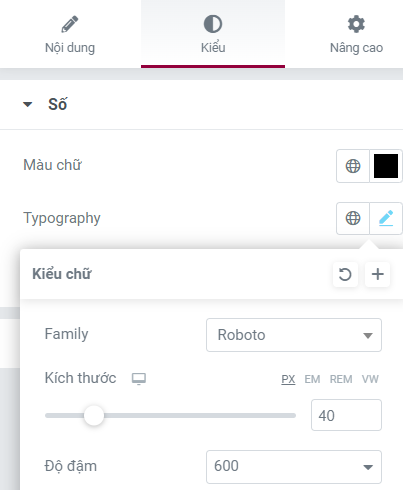 Nội dung Kiểu Nâng cao
Số
Màu chữ
Typography
Kiểu chữ
Family Roboto
Kích thước PX EM REM VW
40
Độ đậm 600